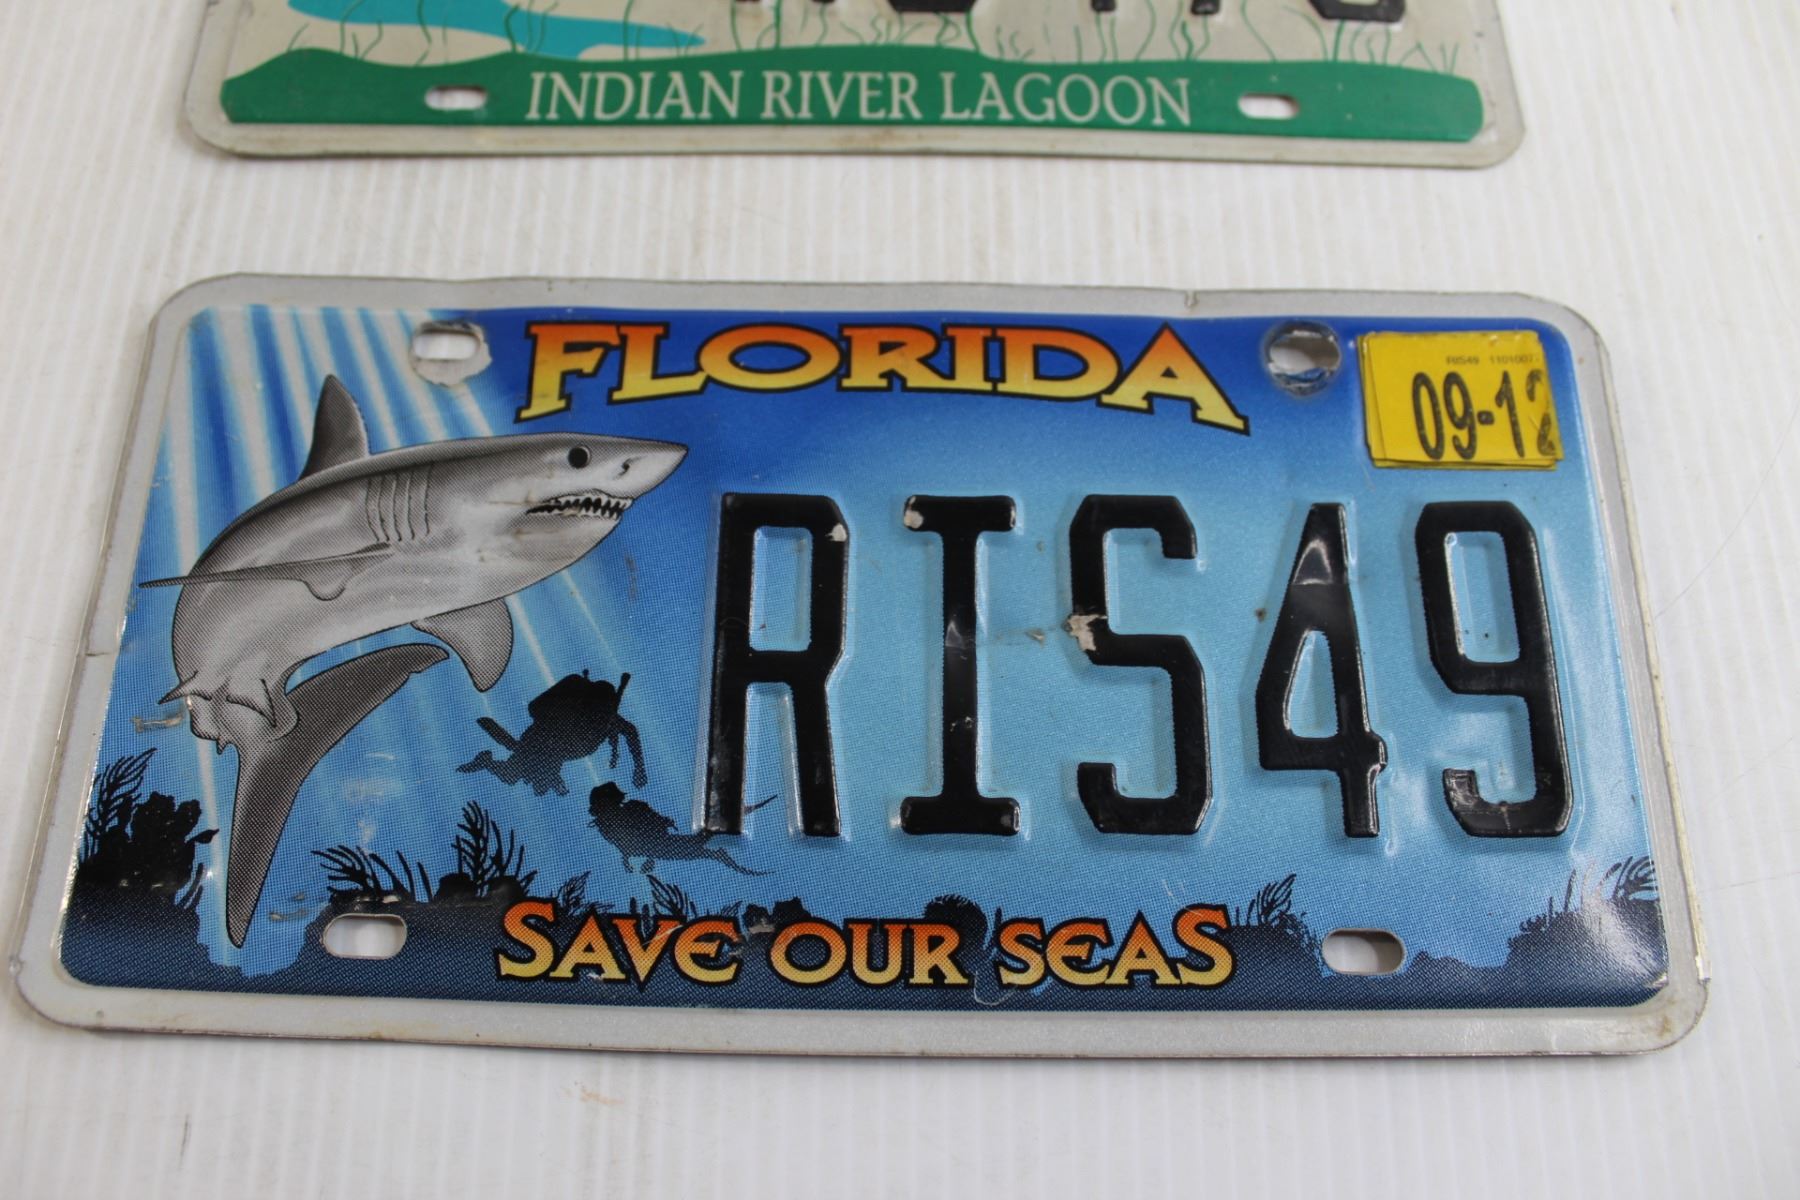 INDIAN RIVER LAGOON
FLORIDA
09-12
RIS49
SAVE OUR SEAS